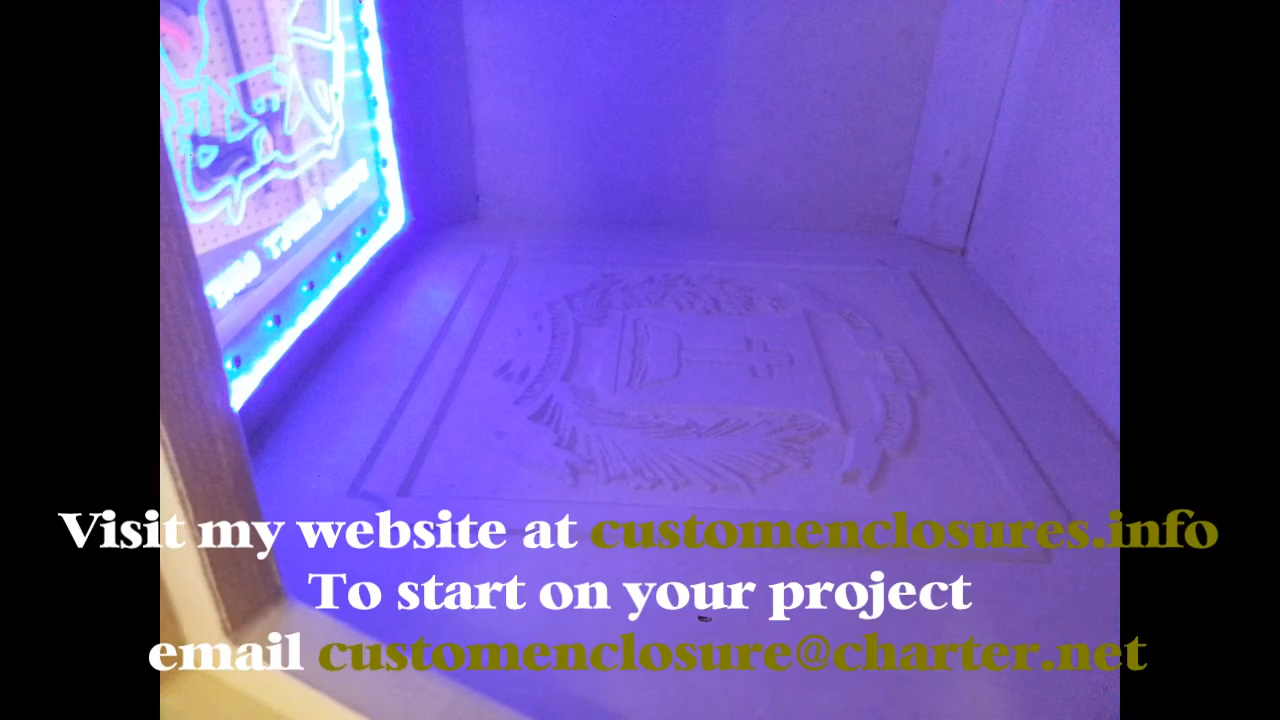 Visit my website at customenclosures.info
To start on your project
email customenclosure@charter.net